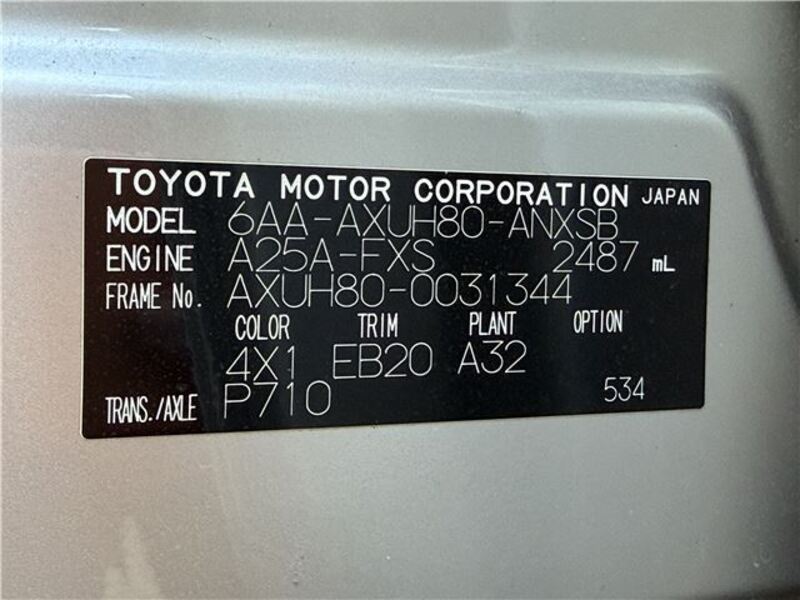 TOYOTA MOTOR CORPORATION JAPAN
MODEL 6AA-AXUH80-ANXSB
ENGINE A25A-FXS 2487 mL
FRAME No. AXUH80-0031344
COLOR TRIM PLANT OPTION
4X1 EB20 A32
TRANS./AXLE P710 534